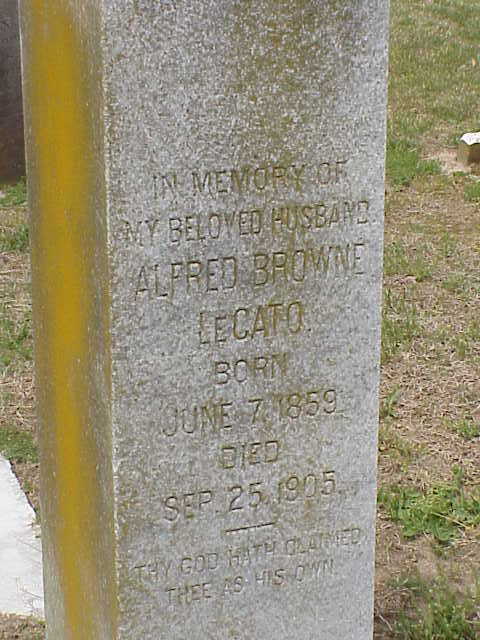 IN MEMORY OF
MY BELOVED HUSBAND
ALFRED BROWNE
LECATO.
BORN
JUNE 7, 1859.
DIED
SEP. 25, 1905.
THY GOD HATH CLAIMED
THEE AS HIS OWN.